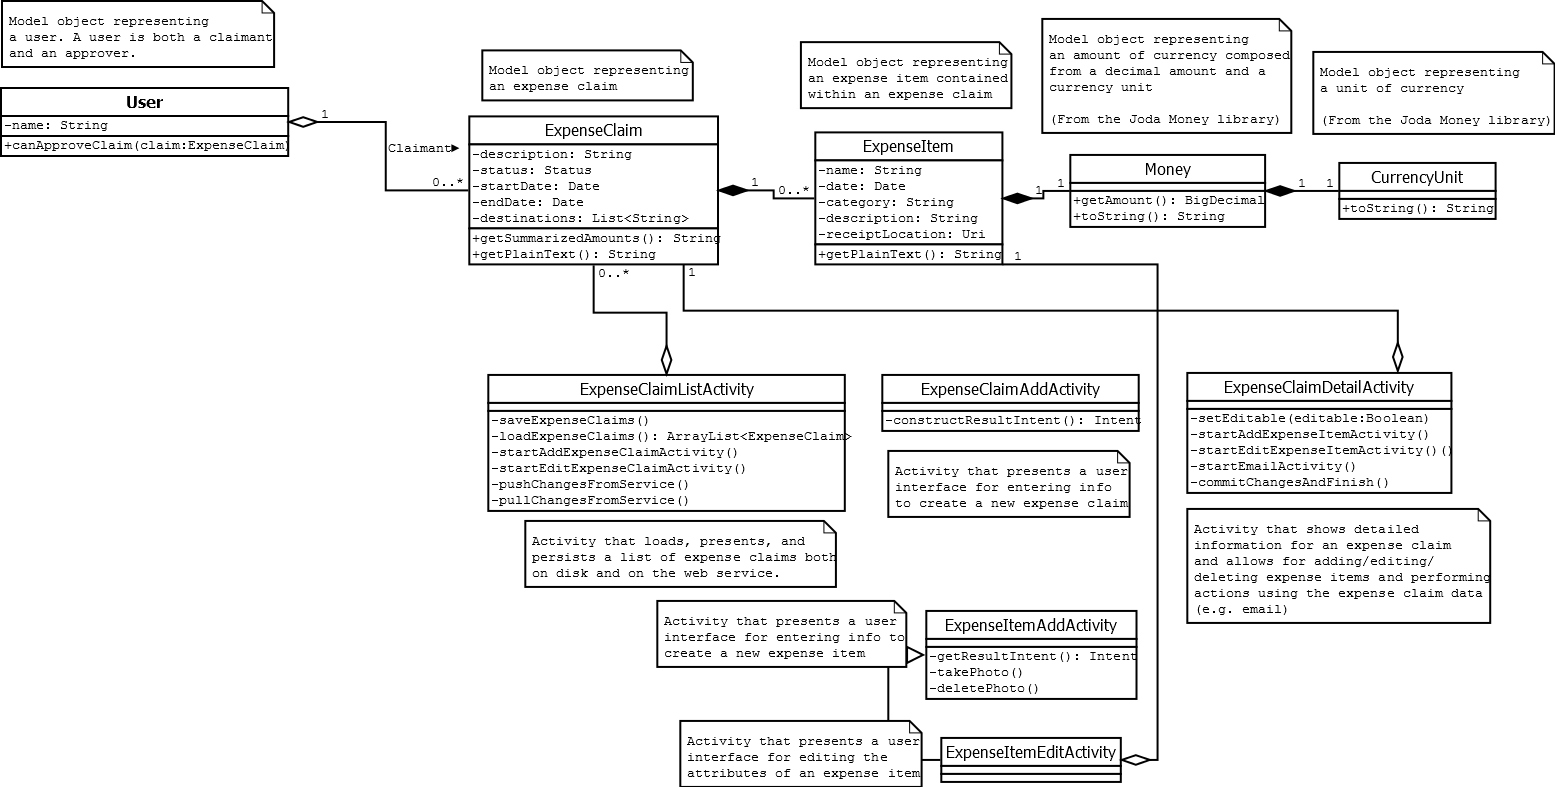 Model object representing
a user. A user is both a claimant
and an approver.
User
-name: String
+canApproveClaim(claim:ExpenseClaim)
1
Claimant
0..*
Model object representing
an expense claim
ExpenseClaim
-description: String
-status: Status
-startDate: Date
-endDate: Date
-destinations: List<String>
+getSummarizedAmounts(): String
+getPlainText(): String
1
0..*
Model object representing
an expense item contained
within an expense claim
ExpenseItem
-name: String
-date: Date
-category: String
-description: String
-receiptLocation: Uri
+getPlainText(): String
1
1
Model object representing
an amount of currency composed
from a decimal amount and a
currency unit
(From the Joda Money library)
Money
+getAmount(): BigDecimal
+toString(): String
1
1
Model object representing
a unit of currency
(From the Joda Money library)
CurrencyUnit
+toString(): String
0..*
1
1
ExpenseClaimListActivity
-saveExpenseClaims()
-loadExpenseClaims(): ArrayList<ExpenseClaim>
-startAddExpenseClaimActivity()
-startEditExpenseClaimActivity()
-pushChangesFromService()
-pullChangesFromService()
Activity that loads, presents, and
persists a list of expense claims both
on disk and on the web service.
ExpenseClaimAddActivity
-constructResultIntent(): Intent
Activity that presents a user
interface for entering info
to create a new expense claim
ExpenseClaimDetailActivity
-setEditable(editable:Boolean)
-startAddExpenseItemActivity()
-startEditExpenseItemActivity()()
-startEmailActivity()
-commitChangesAndFinish()
Activity that shows detailed
information for an expense claim
and allows for adding/editing/
deleting expense items and performing
actions using the expense claim data
(e.g. email)
Activity that presents a user
interface for entering info to
create a new expense item
ExpenseItemAddActivity
-getResultIntent(): Intent
-takePhoto()
-deletePhoto()
Activity that presents a user
interface for editing the
attributes of an expense item
ExpenseItemEditActivity